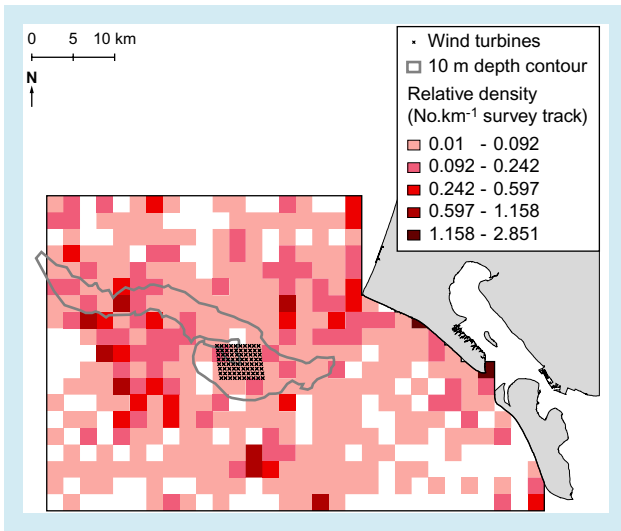 0 5 10 km
N
Wind turbines
10 m depth contour
Relative density
(No.km-1 survey track)
0.01 - 0.092
0.092 - 0.242
0.242 - 0.597
0.597 - 1.158
1.158 - 2.851